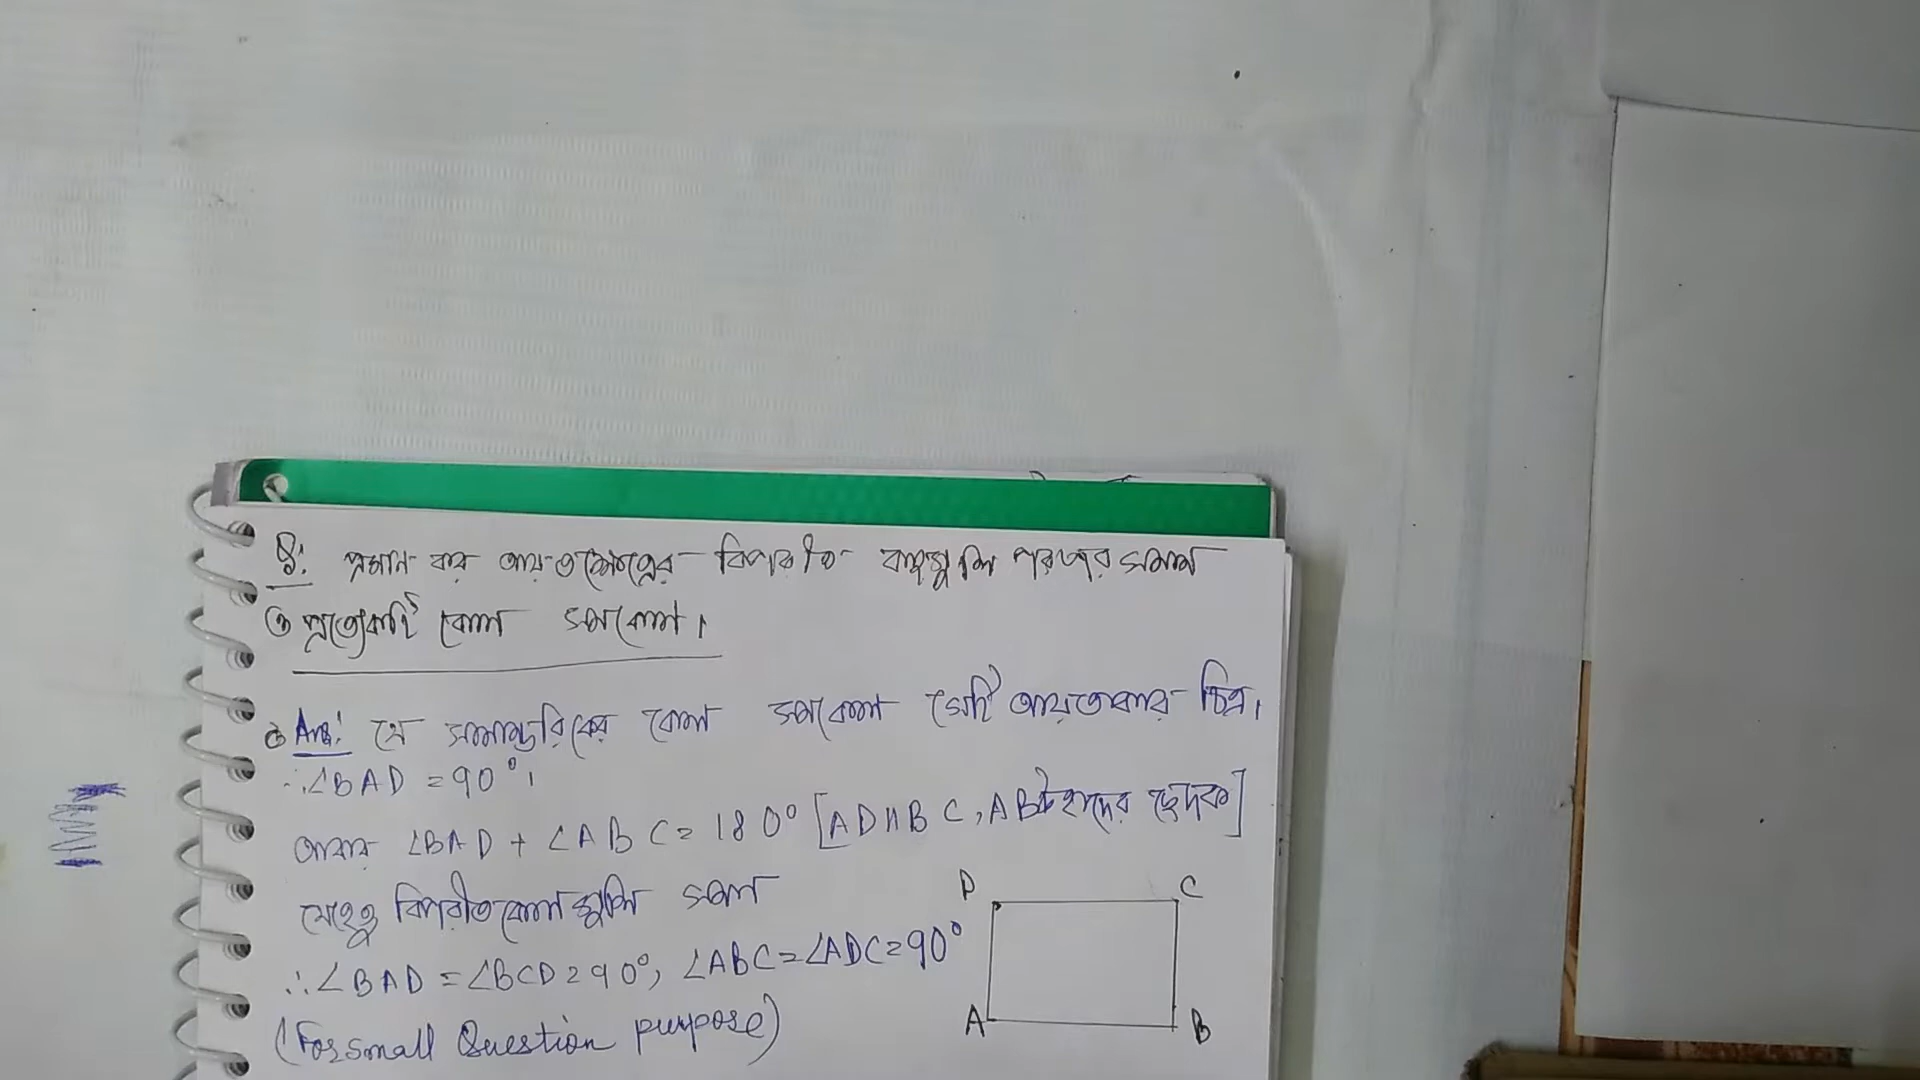 Q: প্রমাণ কর আয়তক্ষেত্রের বিপরীত বাহুগুলি পরস্পর সমান
ও প্রত্যেকটি কোণ সমকোণ।
Ans: যে সামান্তরিকের কোণ সমকোণ সেটি আয়তাকার চিত্র।
∴ ∠BAD = 90°।
আবার ∠BAD + ∠ABC = 180° [AD∥BC, AB ইহাদের ছেদক]
যেহেতু বিপরীত কোণগুলি সমান
∴ ∠BAD = ∠BCD = 90°, ∠ABC = ∠ADC = 90°
(For small Question purpose)
D C
A B